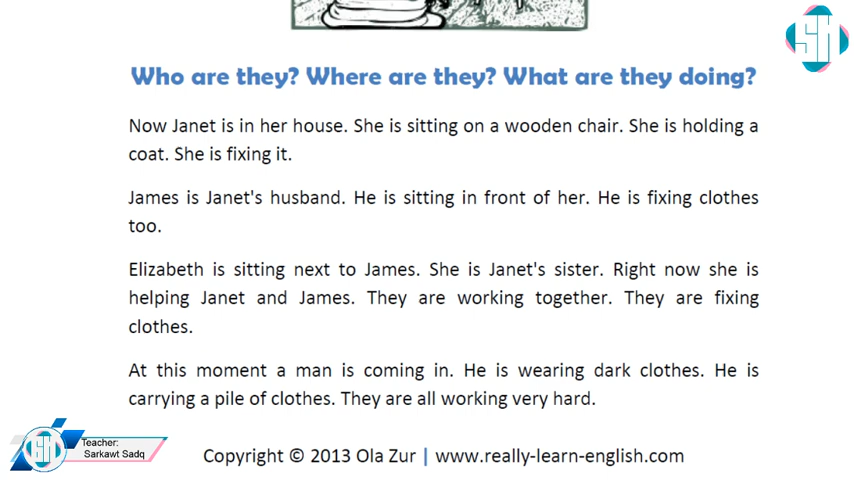 SH
Who are they? Where are they? What are they doing?
Now Janet is in her house. She is sitting on a wooden chair. She is holding a
coat. She is fixing it.
James is Janet's husband. He is sitting in front of her. He is fixing clothes
too.
Elizabeth is sitting next to James. She is Janet's sister. Right now she is
helping Janet and James. They are working together. They are fixing
clothes.
At this moment a man is coming in. He is wearing dark clothes. He is
carrying a pile of clothes. They are all working very hard.
Teacher:
Sarkawt Sadq
Copyright © 2013 Ola Zur | www.really-learn-english.com